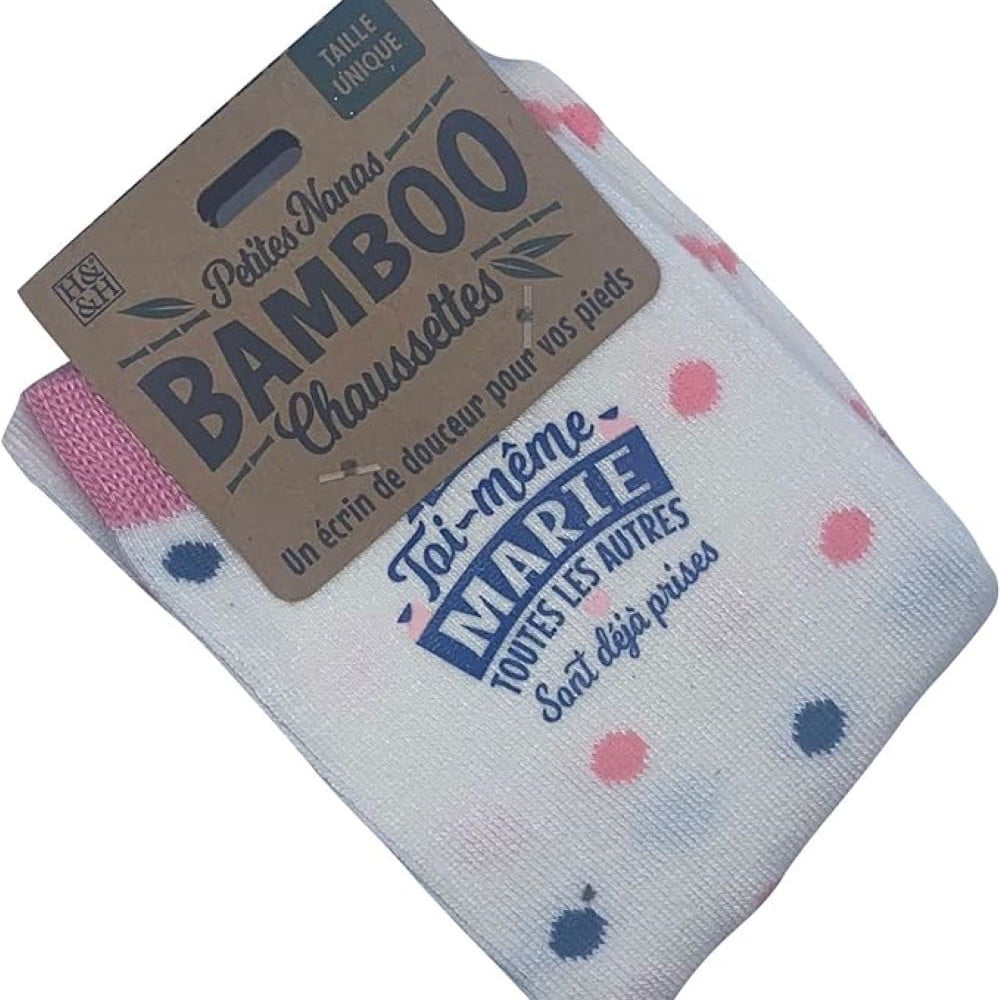 TAILLE
UNIQUE
H&
&H
Petites Nanas
BAMBOO
Chaussettes
Un écrin de douceur pour vos pieds
Toi-même
MARIE
TOUTES LES AUTRES
Sont déjà prises